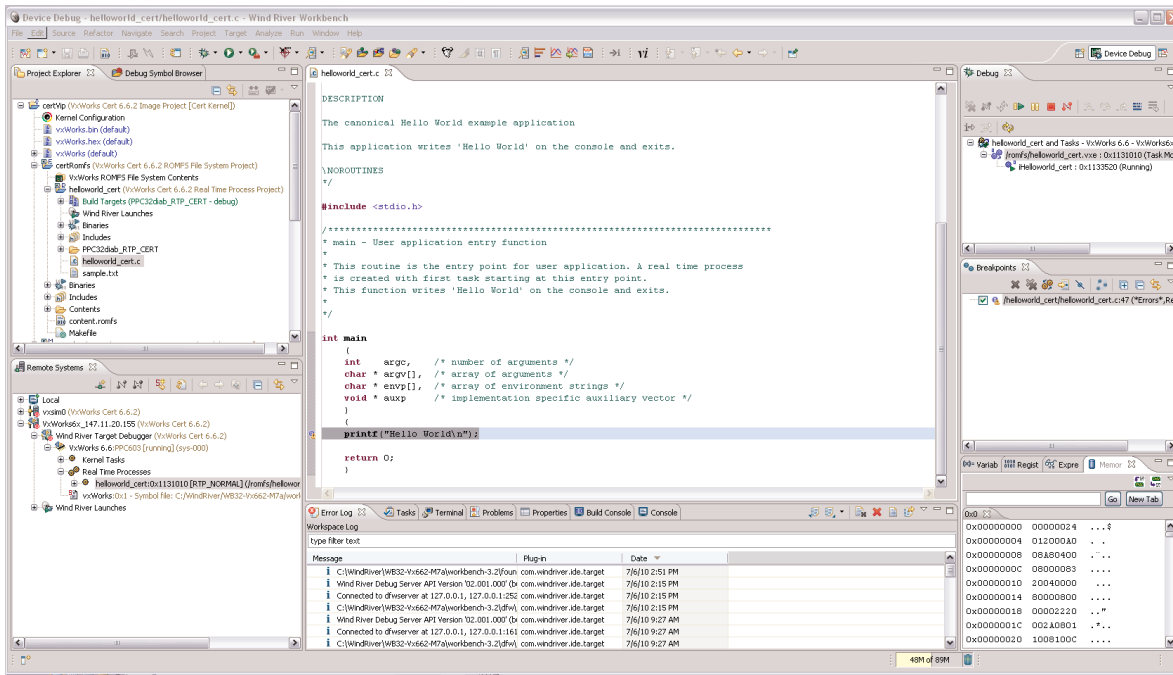 Device Debug - helloworld_cert/helloworld_cert.c - Wind River Workbench
File Edit Source Refactor Navigate Search Project Target Analyze Run Window Help
Device Debug
Project Explorer
Debug Symbol Browser
certVip (VxWorks Cert 6.6.2 Image Project [Cert Kernel])
Kernel Configuration
vxWorks.bin (default)
vxWorks.hex (default)
vxWorks (default)
certRomfs (VxWorks Cert 6.6.2 ROMFS File System Project)
VxWorks ROMFS File System Contents
helloworld_cert (VxWorks Cert 6.6.2 Real Time Process Project)
Build Targets (PPC32diab_RTP_CERT - debug)
Wind River Launches
Binaries
Includes
PPC32diab_RTP_CERT
helloworld_cert.c
sample.txt
Binaries
Includes
Contents
content.romfs
Makefile
Remote Systems
Local
vxsim0 (VxWorks Cert 6.6.2)
VxWorks6x_147.11.20.155 (VxWorks Cert 6.6.2)
Wind River Target Debugger (VxWorks Cert 6.6.2)
VxWorks 6.6:PPC603 [running] (sys-000)
Kernel Tasks
Real Time Processes
helloworld_cert:0x1131010 [RTP_NORMAL] (/romfs/hellowor
vxWorks:0x1 - Symbol file: C:/WindRiver/WB32-Vx662-M7a/worl
Wind River Launches
helloworld_cert.c
DESCRIPTION
The canonical Hello World example application
This application writes 'Hello World' on the console and exits.
\NOROUTINES
*/
#include <stdio.h>
/*******************************************************************************
* main - User application entry function
*
* This routine is the entry point for user application. A real time process
* is created with first task starting at this entry point.
* This function writes 'Hello World' on the console and exits.
*
*/
int main
(
int argc, /* number of arguments */
char * argv[], /* array of arguments */
char * envp[], /* array of environment strings */
void * auxp /* implementation specific auxiliary vector */
)
{
printf("Hello World\n");
return 0;
}
Error Log
Tasks
Terminal
Problems
Properties
Build Console
Console
Workspace Log
type filter text
Message Plug-in Date
C:\WindRiver\WB32-Vx662-M7a\workbench-3.2\foun com.windriver.ide.target 7/6/10 2:51 PM
Wind River Debug Server API Version '02.001.000' (b com.windriver.ide.target 7/6/10 2:15 PM
Connected to dfwserver at 127.0.0.1, 127.0.0.1:252 com.windriver.ide.target 7/6/10 2:15 PM
C:\WindRiver\WB32-Vx662-M7a\workbench-3.2\dfw\ com.windriver.ide.target 7/6/10 2:15 PM
Wind River Debug Server API Version '02.001.000' (b com.windriver.ide.target 7/6/10 9:27 AM
Connected to dfwserver at 127.0.0.1, 127.0.0.1:161 com.windriver.ide.target 7/6/10 9:27 AM
C:\WindRiver\WB32-Vx662-M7a\workbench-3.2\dfw\ com.windriver.ide.target 7/6/10 9:27 AM
Debug
helloworld_cert and Tasks - VxWorks 6.6 - VxWorks6x
/romfs/helloworld_cert.vxe : 0x1131010 (Task Mo
iHelloworld_cert : 0x1133520 (Running)
Breakpoints
/helloworld_cert/helloworld_cert.c:47 (*Errors*,Re
Variab
Regist
Expre
Memor
Go
New Tab
0x0
0x00000000 00000024 ...$
0x00000004 012000A0 . .
0x00000008 08A80400 .¨..
0x0000000C 08000083 ....
0x00000010 20040000 ...
0x00000014 80000800 ....
0x00000018 00002220 .."
0x0000001C 002A0801 .*..
0x00000020 1008100C ....
48M of 89M